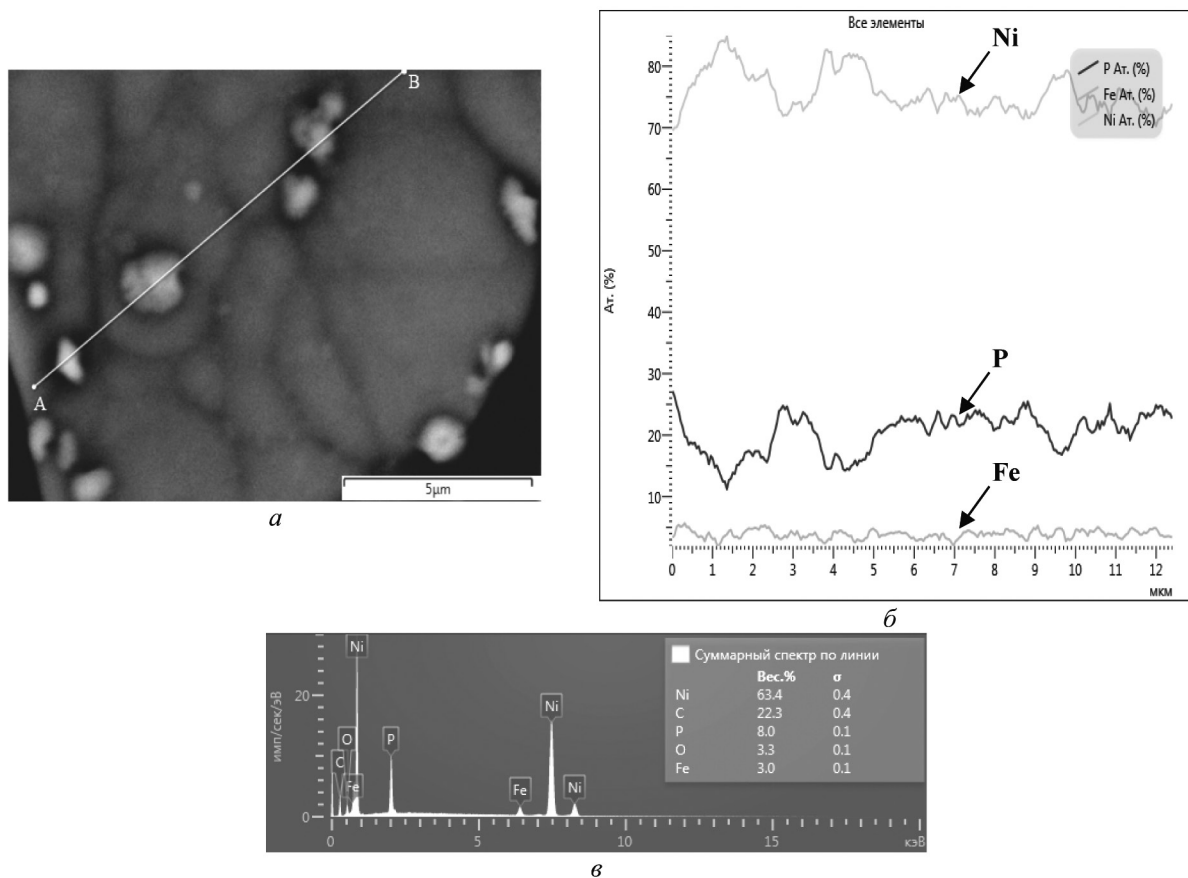 Все элементы
Ni
P Ат. (%)
Fe Ат. (%)
Ni Ат. (%)
80
70
60
50
Ат. (%)
40
30
P
20
Fe
10
0 1 2 3 4 5 6 7 8 9 10 11 12
мкм
B
A
5μm
а
б
Ni
Суммарный спектр по линии
Вес.% σ
Ni 63.4 0.4
C 22.3 0.4
P 8.0 0.1
O 3.3 0.1
Fe 3.0 0.1
имп/сек/эВ
20
O
P
Ni
C
Fe
Fe
Ni
0
0 5 10 15 кэВ
в